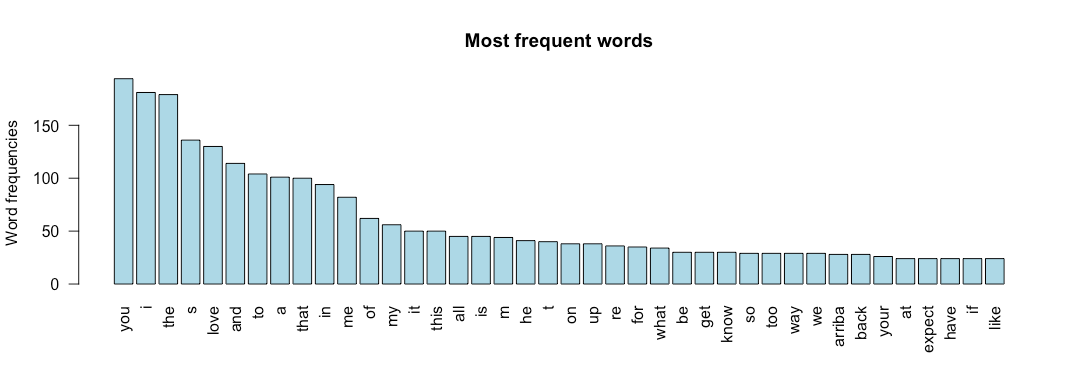 Most frequent words
Word frequencies
150
100
50
0
you i the s love and to a that in me of my it this all is m he t on up re for what be get know so too way we arriba back your at expect have if like